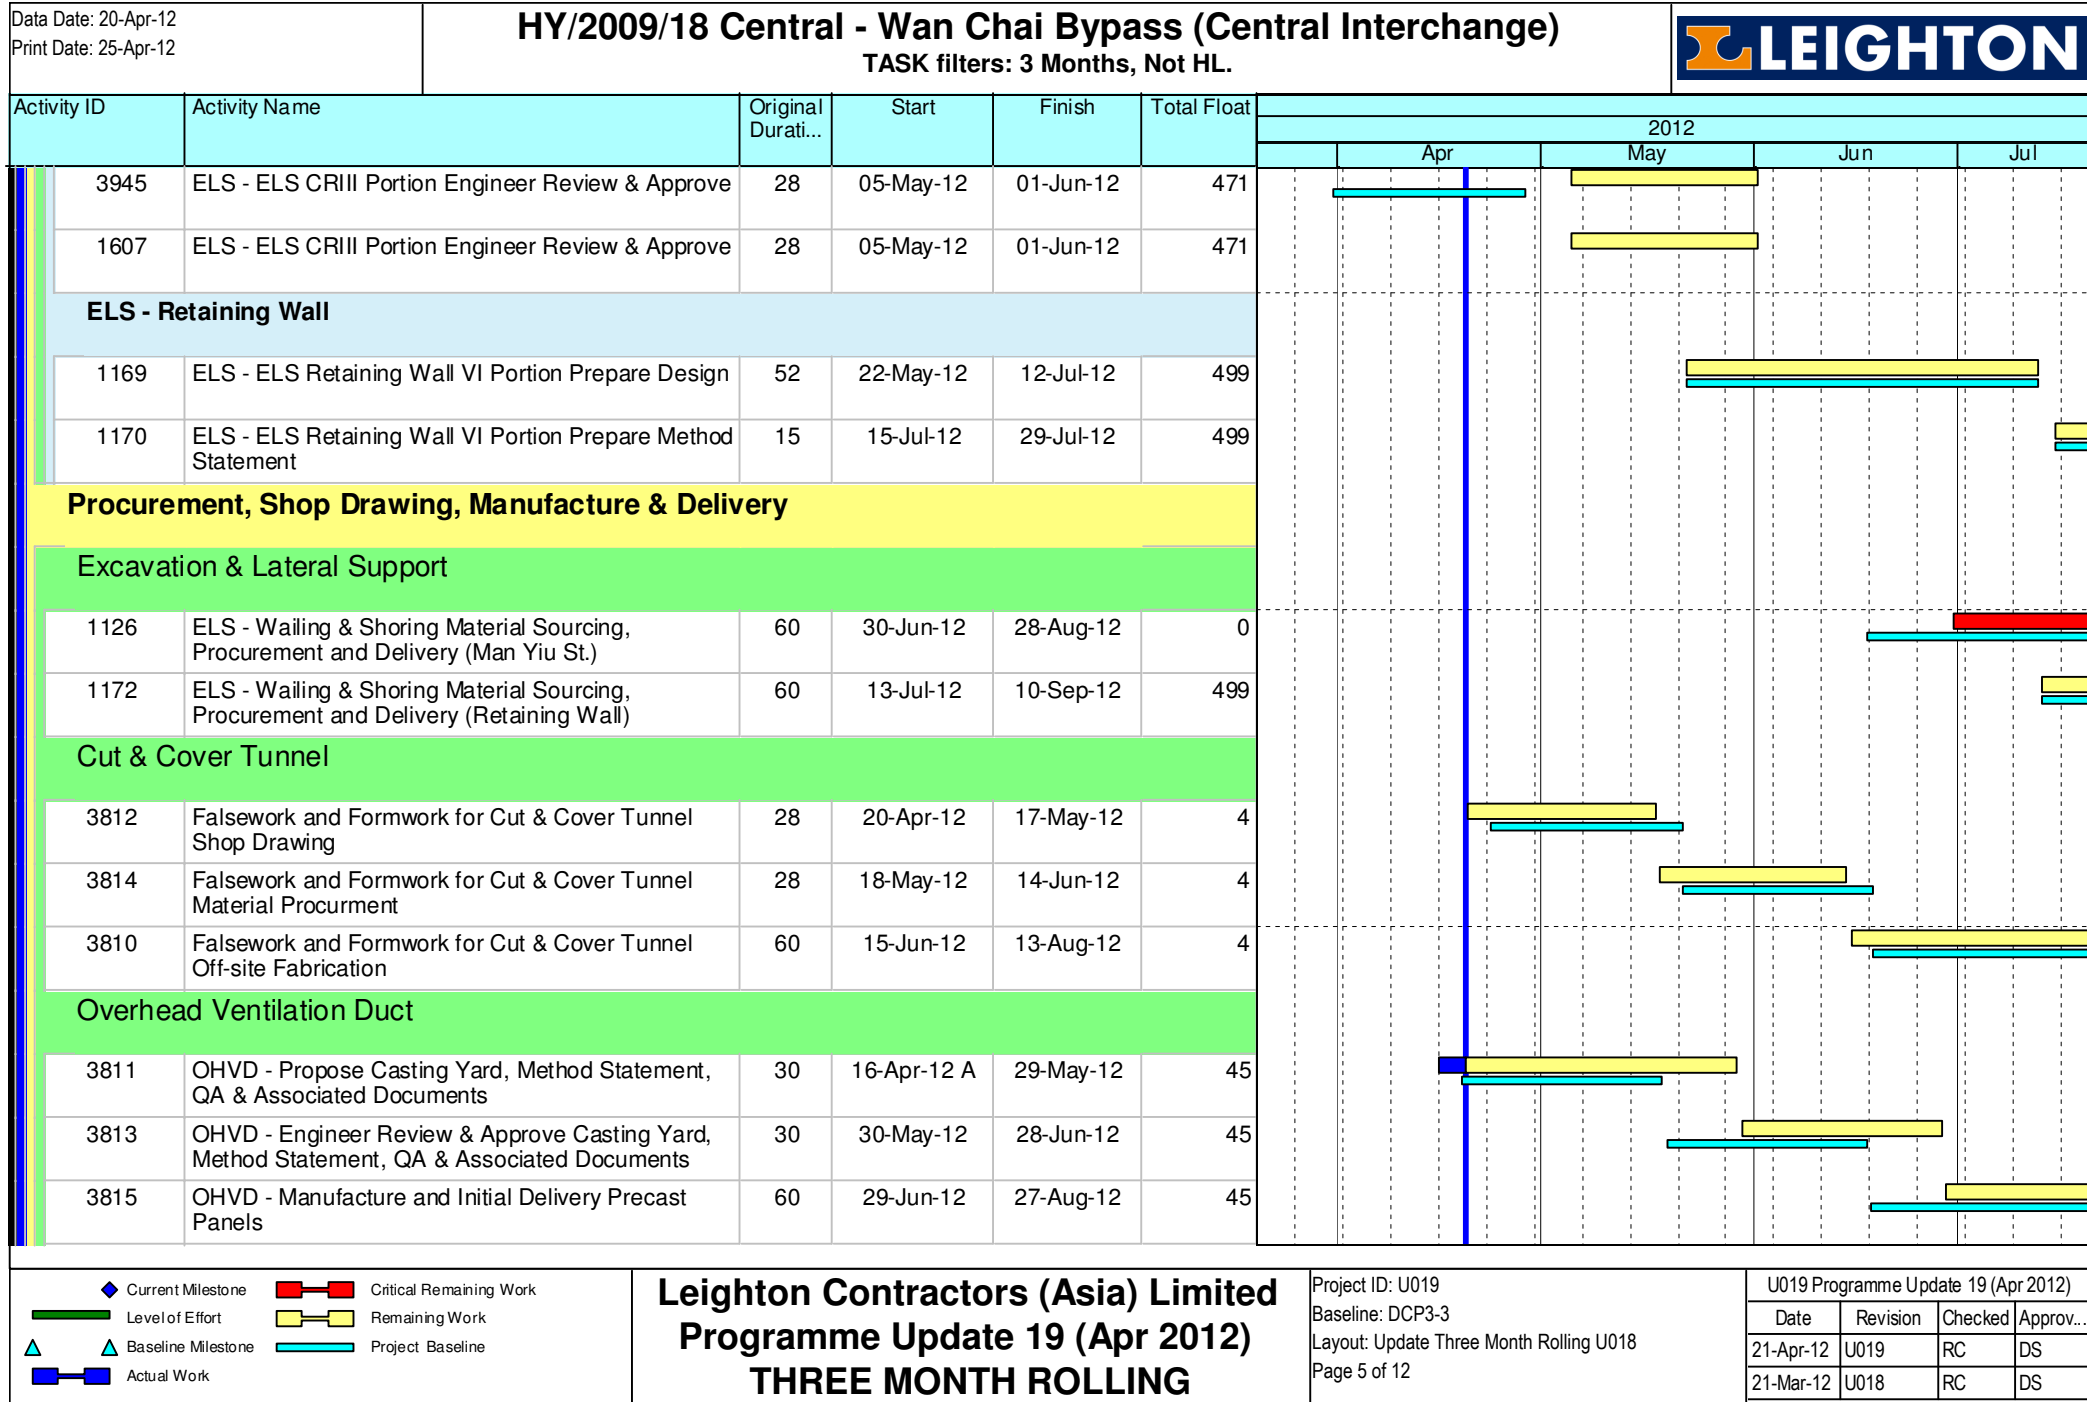 Data Date: 20-Apr-12
Print Date: 25-Apr-12
HY/2009/18 Central - Wan Chai Bypass (Central Interchange)
TASK filters: 3 Months, Not HL.
LEIGHTON
Activity ID Activity Name Original Start Finish Total Float
Durati...
2012
Apr May Jun Jul
3945 ELS - ELS CRIII Portion Engineer Review & Approve 28 05-May-12 01-Jun-12 471
1607 ELS - ELS CRIII Portion Engineer Review & Approve 28 05-May-12 01-Jun-12 471
ELS - Retaining Wall
1169 ELS - ELS Retaining Wall VI Portion Prepare Design 52 22-May-12 12-Jul-12 499
1170 ELS - ELS Retaining Wall VI Portion Prepare Method 15 15-Jul-12 29-Jul-12 499
Statement
Procurement, Shop Drawing, Manufacture & Delivery
Excavation & Lateral Support
1126 ELS - Wailing & Shoring Material Sourcing, 60 30-Jun-12 28-Aug-12 0
Procurement and Delivery (Man Yiu St.)
1172 ELS - Wailing & Shoring Material Sourcing, 60 13-Jul-12 10-Sep-12 499
Procurement and Delivery (Retaining Wall)
Cut & Cover Tunnel
3812 Falsework and Formwork for Cut & Cover Tunnel 28 20-Apr-12 17-May-12 4
Shop Drawing
3814 Falsework and Formwork for Cut & Cover Tunnel 28 18-May-12 14-Jun-12 4
Material Procurment
3810 Falsework and Formwork for Cut & Cover Tunnel 60 15-Jun-12 13-Aug-12 4
Off-site Fabrication
Overhead Ventilation Duct
3811 OHVD - Propose Casting Yard, Method Statement, 30 16-Apr-12 A 29-May-12 45
QA & Associated Documents
3813 OHVD - Engineer Review & Approve Casting Yard, 30 30-May-12 28-Jun-12 45
Method Statement, QA & Associated Documents
3815 OHVD - Manufacture and Initial Delivery Precast 60 29-Jun-12 27-Aug-12 45
Panels
Current Milestone Critical Remaining Work
Level of Effort Remaining Work
Baseline Milestone Project Baseline
Actual Work
Leighton Contractors (Asia) Limited
Programme Update 19 (Apr 2012)
THREE MONTH ROLLING
Project ID: U019
Baseline: DCP3-3
Layout: Update Three Month Rolling U018
Page 5 of 12
U019 Programme Update 19 (Apr 2012)
Date Revision Checked Approv...
21-Apr-12 U019 RC DS
21-Mar-12 U018 RC DS